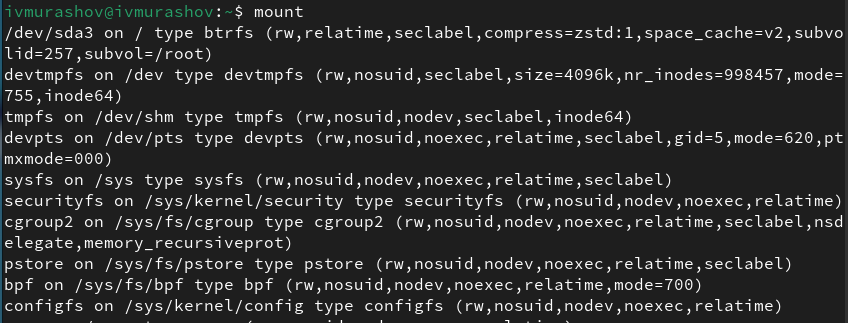 ivmurashov@ivmurashov:~$ mount
/dev/sda3 on / type btrfs (rw,relatime,seclabel,compress=zstd:1,space_cache=v2,subvo
lid=257,subvol=/root)
devtmpfs on /dev type devtmpfs (rw,nosuid,seclabel,size=4096k,nr_inodes=998457,mode=
755,inode64)
tmpfs on /dev/shm type tmpfs (rw,nosuid,nodev,seclabel,inode64)
devpts on /dev/pts type devpts (rw,nosuid,noexec,relatime,seclabel,gid=5,mode=620,pt
mxmode=000)
sysfs on /sys type sysfs (rw,nosuid,nodev,noexec,relatime,seclabel)
securityfs on /sys/kernel/security type securityfs (rw,nosuid,nodev,noexec,relatime)
cgroup2 on /sys/fs/cgroup type cgroup2 (rw,nosuid,nodev,noexec,relatime,seclabel,nsd
elegate,memory_recursiveprot)
pstore on /sys/fs/pstore type pstore (rw,nosuid,nodev,noexec,relatime,seclabel)
bpf on /sys/fs/bpf type bpf (rw,nosuid,nodev,noexec,relatime,mode=700)
configfs on /sys/kernel/config type configfs (rw,nosuid,nodev,noexec,relatime)